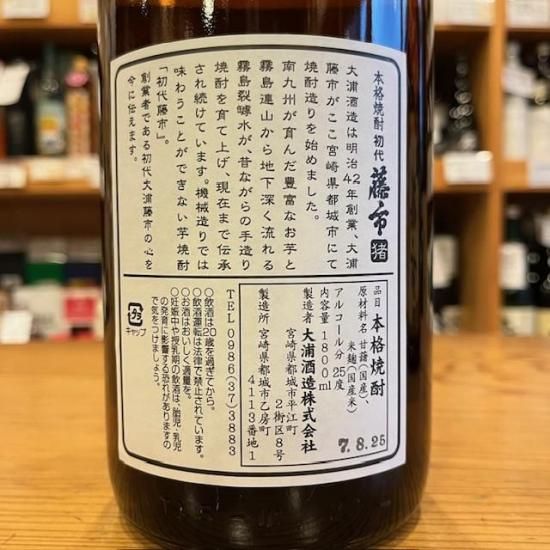 本格焼酎 初代 藤市 猪
大浦酒造は明治42年創業、大浦
藤市がここ宮崎県都城市にて
焼酎造りを始めました。
南九州が育んだ豊富なお芋と
霧島連山から地下深く流れる
霧島裂罅水が、昔ながらの手造り
焼酎を育て上げ、現在まで伝承
され続けています。機械造りでは
味わうことができない芋焼酎
「初代藤市」。
創業者である初代大浦藤市の心を
今に伝えます。
品目 本格焼酎
原材料名 甘藷(国産)、
米麹(国産米)
アルコール分 25度
内容量 1800ml
製造者 大浦酒造株式会社
宮崎県都城市平江町
2街区8号
製造所 宮崎県都城市乙房町
4113番地1
7.8.25
TEL 0986(37)3883
○飲酒は20歳を過ぎてから。
○飲酒運転は法律で禁止されています。
○お酒はおいしく適量を。
○妊娠中や授乳期の飲酒は、胎児・乳児
の発育に影響する恐れがありますの
で気をつけましょう。
プラ
キャップ